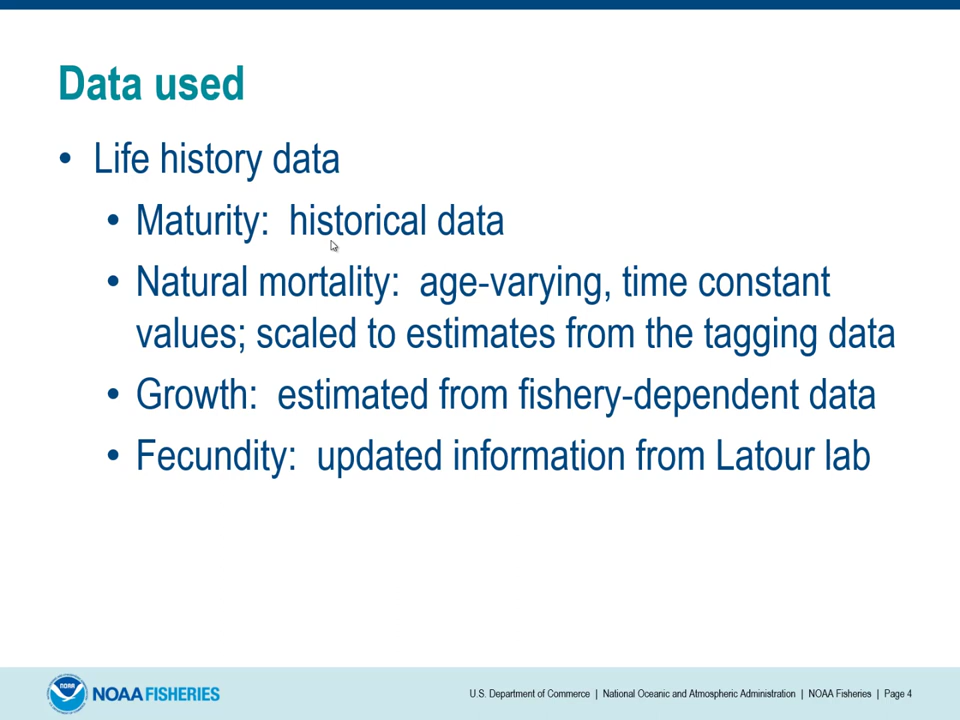 Data used
• Life history data
• Maturity: historical data
• Natural mortality: age-varying, time constant
values; scaled to estimates from the tagging data
• Growth: estimated from fishery-dependent data
• Fecundity: updated information from Latour lab
NOAA
NOAA FISHERIES
U.S. Department of Commerce | National Oceanic and Atmospheric Administration | NOAA Fisheries | Page 4